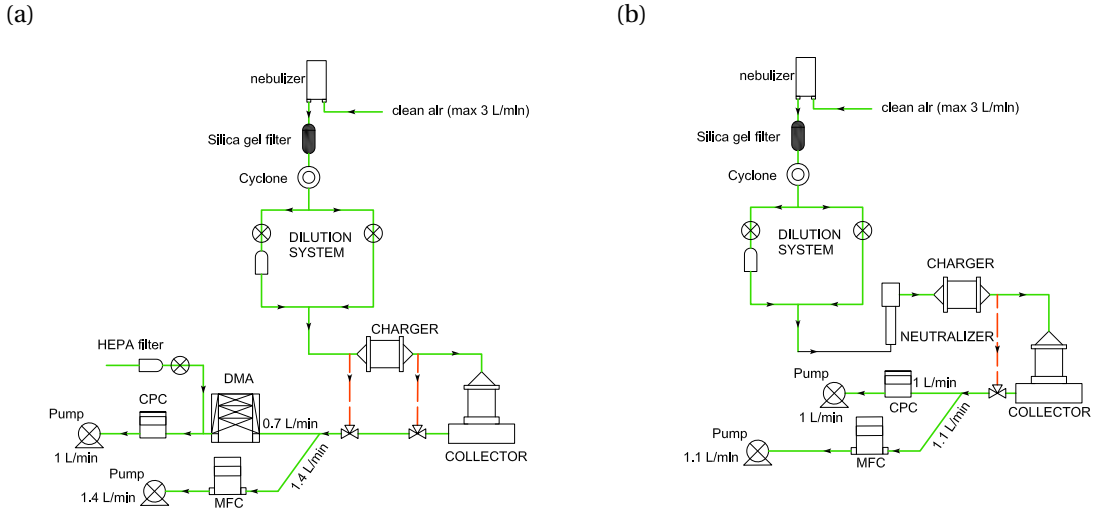 (a)
nebulizer
clean air (max 3 L/mln)
Silica gel filter
Cyclone
DILUTION
SYSTEM
CHARGER
HEPA filter
DMA
CPC
Pump
0.7 L/min
1 L/min
COLLECTOR
1.4 L/min
Pump
1.4 L/min
MFC
(b)
nebulizer
clean air (max 3 L/mln)
Silica gel filter
Cyclone
DILUTION
SYSTEM
CHARGER
NEUTRALIZER
Pump
1 L/min
1 L/min
CPC
COLLECTOR
1.1 L/min
Pump
1.1 L/mln
MFC